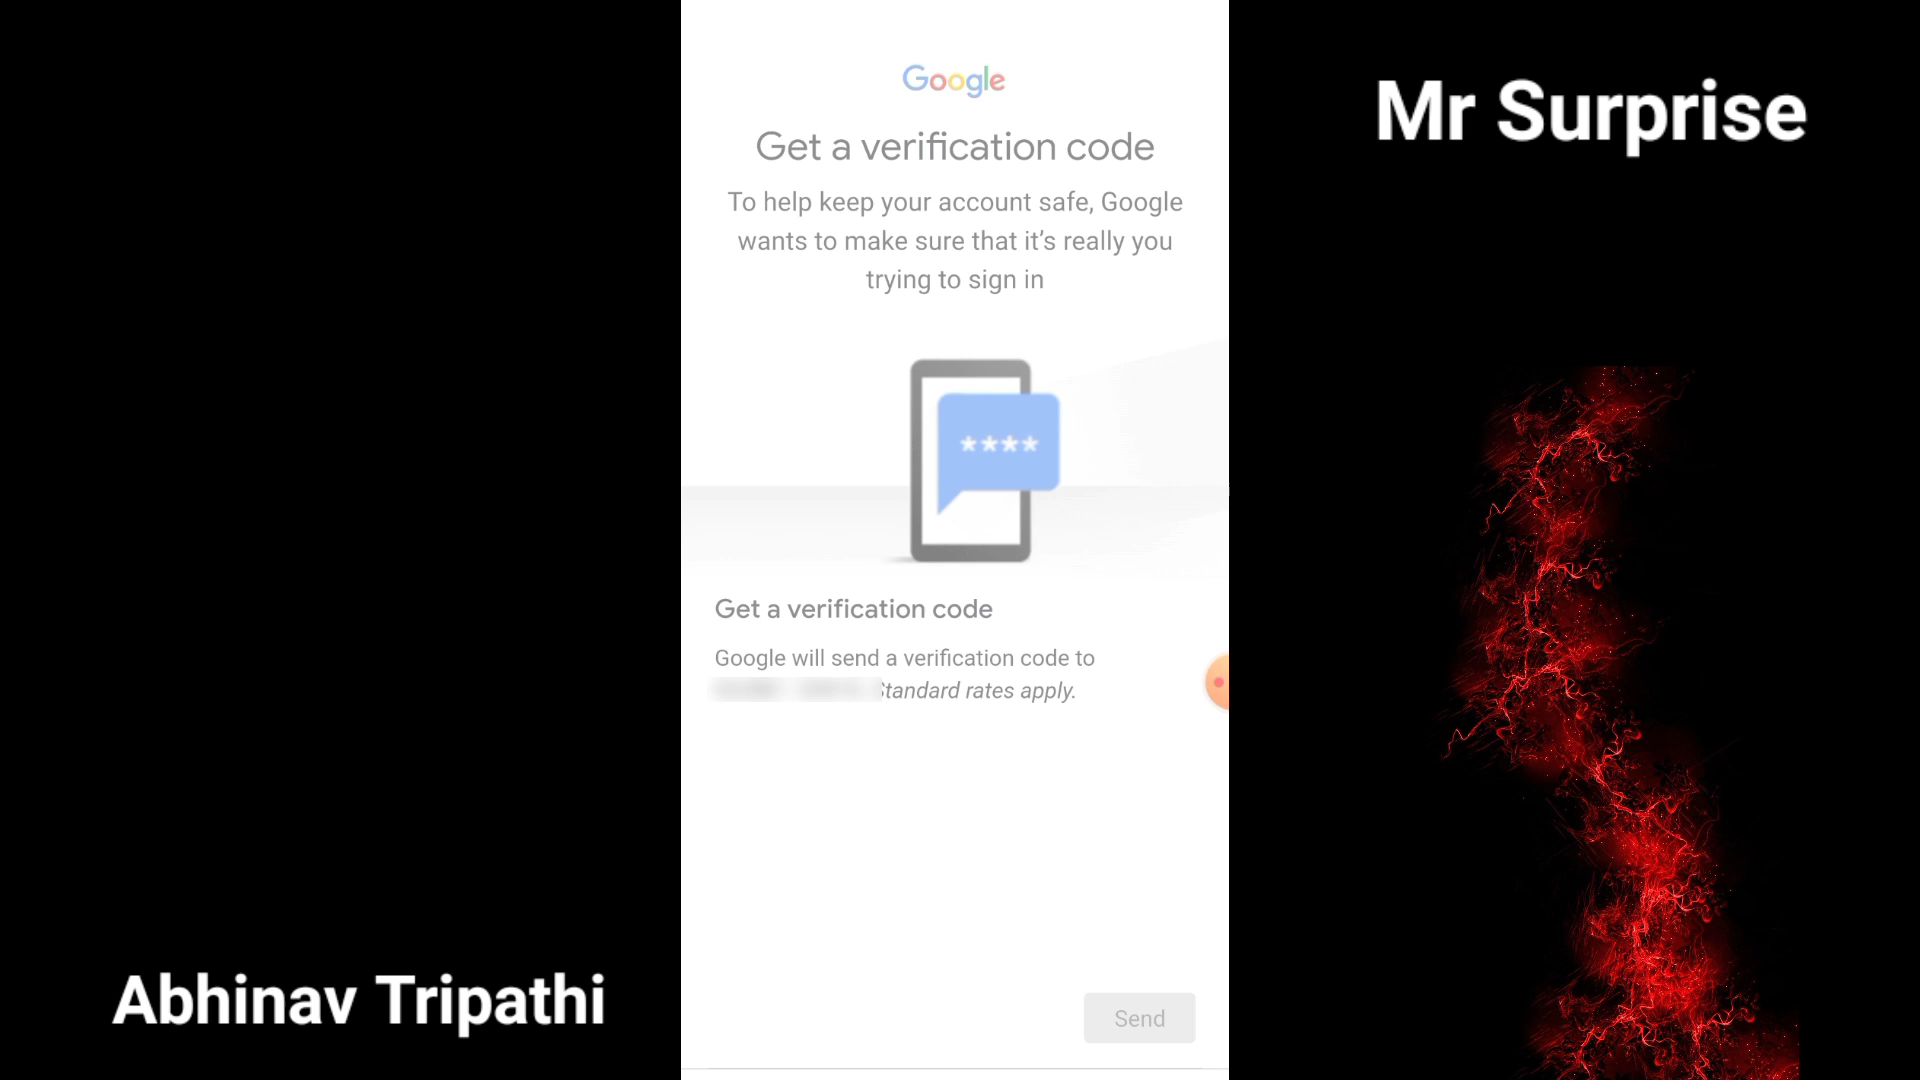 Google
Mr Surprise
Get a verification code
To help keep your account safe, Google
wants to make sure that it’s really you
trying to sign in
****
Get a verification code
Google will send a verification code to
Standard rates apply.
Send
Abhinav Tripathi